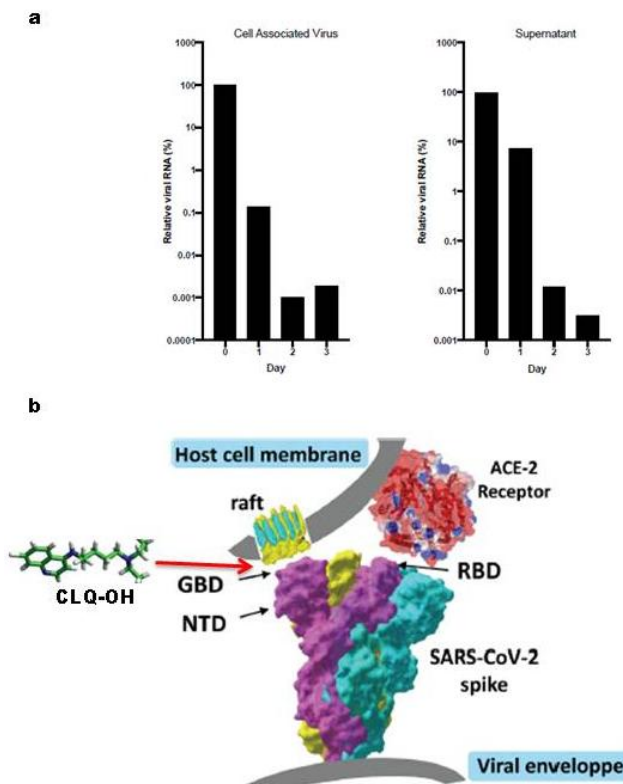 a
Cell Associated Virus
Relative viral RNA (%)
1000
100
10
1
0.1
0.01
0.001
0.0001
0 1 2 3
Day
Supernatant
Relative viral RNA (%)
1000
100
10
1
0.1
0.01
0.001
0 1 2 3
Day
b
Host cell membrane
raft
ACE-2
Receptor
CLQ-OH
GBD
NTD
RBD
SARS-CoV-2
spike
Viral enveloppe